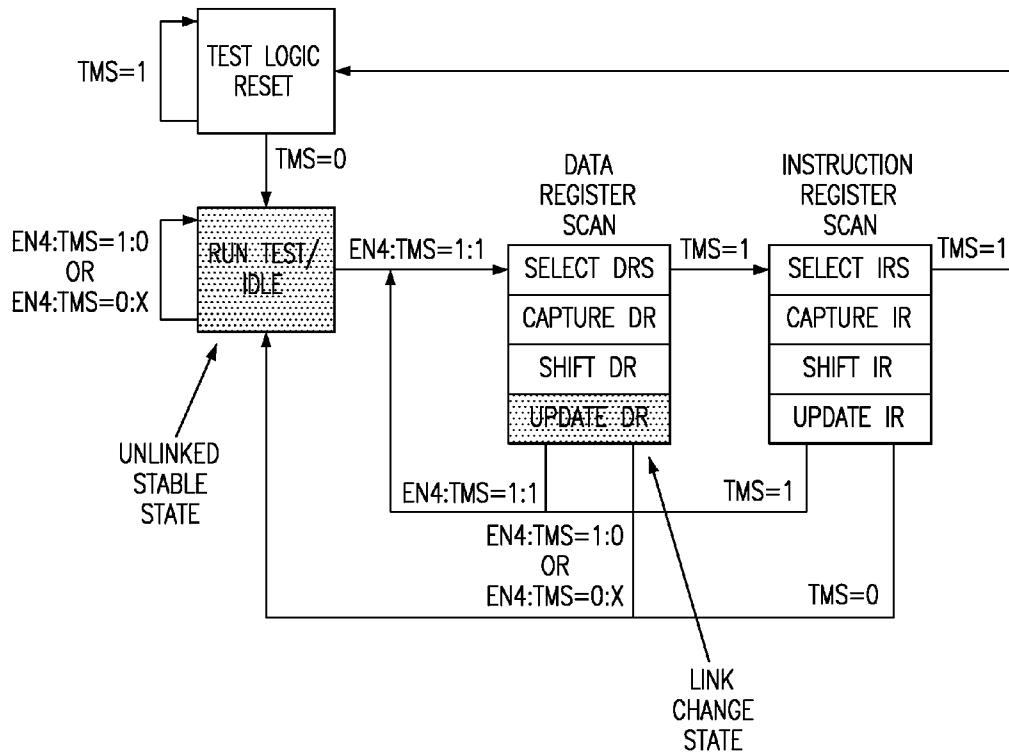 TEST LOGIC
RESET
TMS=1
TMS=0
DATA
REGISTER
SCAN
INSTRUCTION
REGISTER
SCAN
EN4:TMS=1:0
OR
EN4:TMS=0:X
RUN TEST/
IDLE
EN4:TMS=1:1
SELECT DRS
CAPTURE DR
SHIFT DR
UPDATE DR
TMS=1
SELECT IRS
CAPTURE IR
SHIFT IR
UPDATE IR
TMS=1
UNLINKED
STABLE
STATE
EN4:TMS=1:1
TMS=1
EN4:TMS=1:0
OR
EN4:TMS=0:X
TMS=0
LINK
CHANGE
STATE